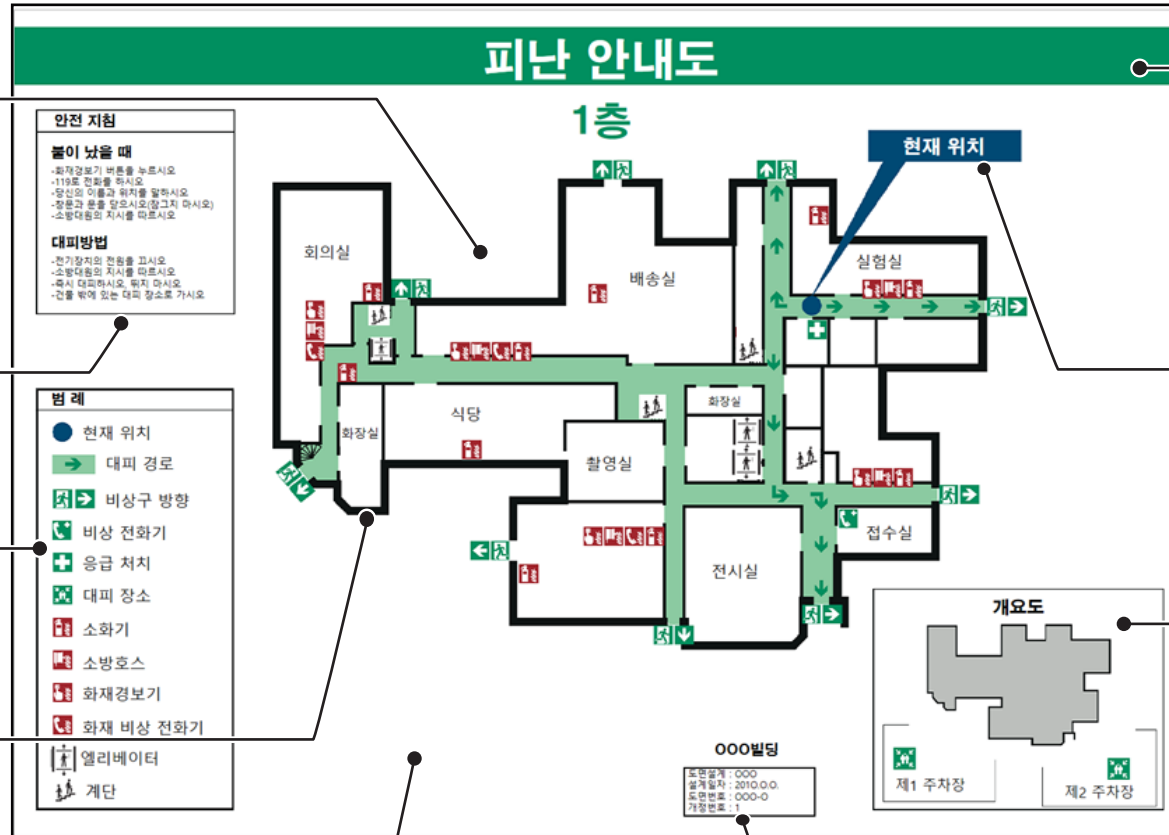 피난 안내도
1층
현재 위치
안전 지침
불이 났을 때
-화재경보기 버튼을 누르시오
-119로 전화를 하시오
-당신의 이름과 위치를 말하시오
-창문과 문을 닫으시오(잠그지 마시오)
-소방대원의 지시를 따르시오
대피방법
-전기장치의 전원을 끄시오
-소방대원의 지시를 따르시오
-즉시 대피하시오, 뛰지 마시오
-건물 밖에 있는 대피 장소로 가시오
회의실
배송실
실험실
식당
화장실
화장실
촬영실
전시실
접수실
범 례
현재 위치
대피 경로
비상구 방향
비상 전화기
응급 처치
대피 장소
소화기
소방호스
화재경보기
화재 비상 전화기
엘리베이터
계단
개요도
제1 주차장
제2 주차장
OOO빌딩
도면설계 : OOO
설계일자 : 201O.O.O.
도면번호 : OOO-O
개정번호 : 1